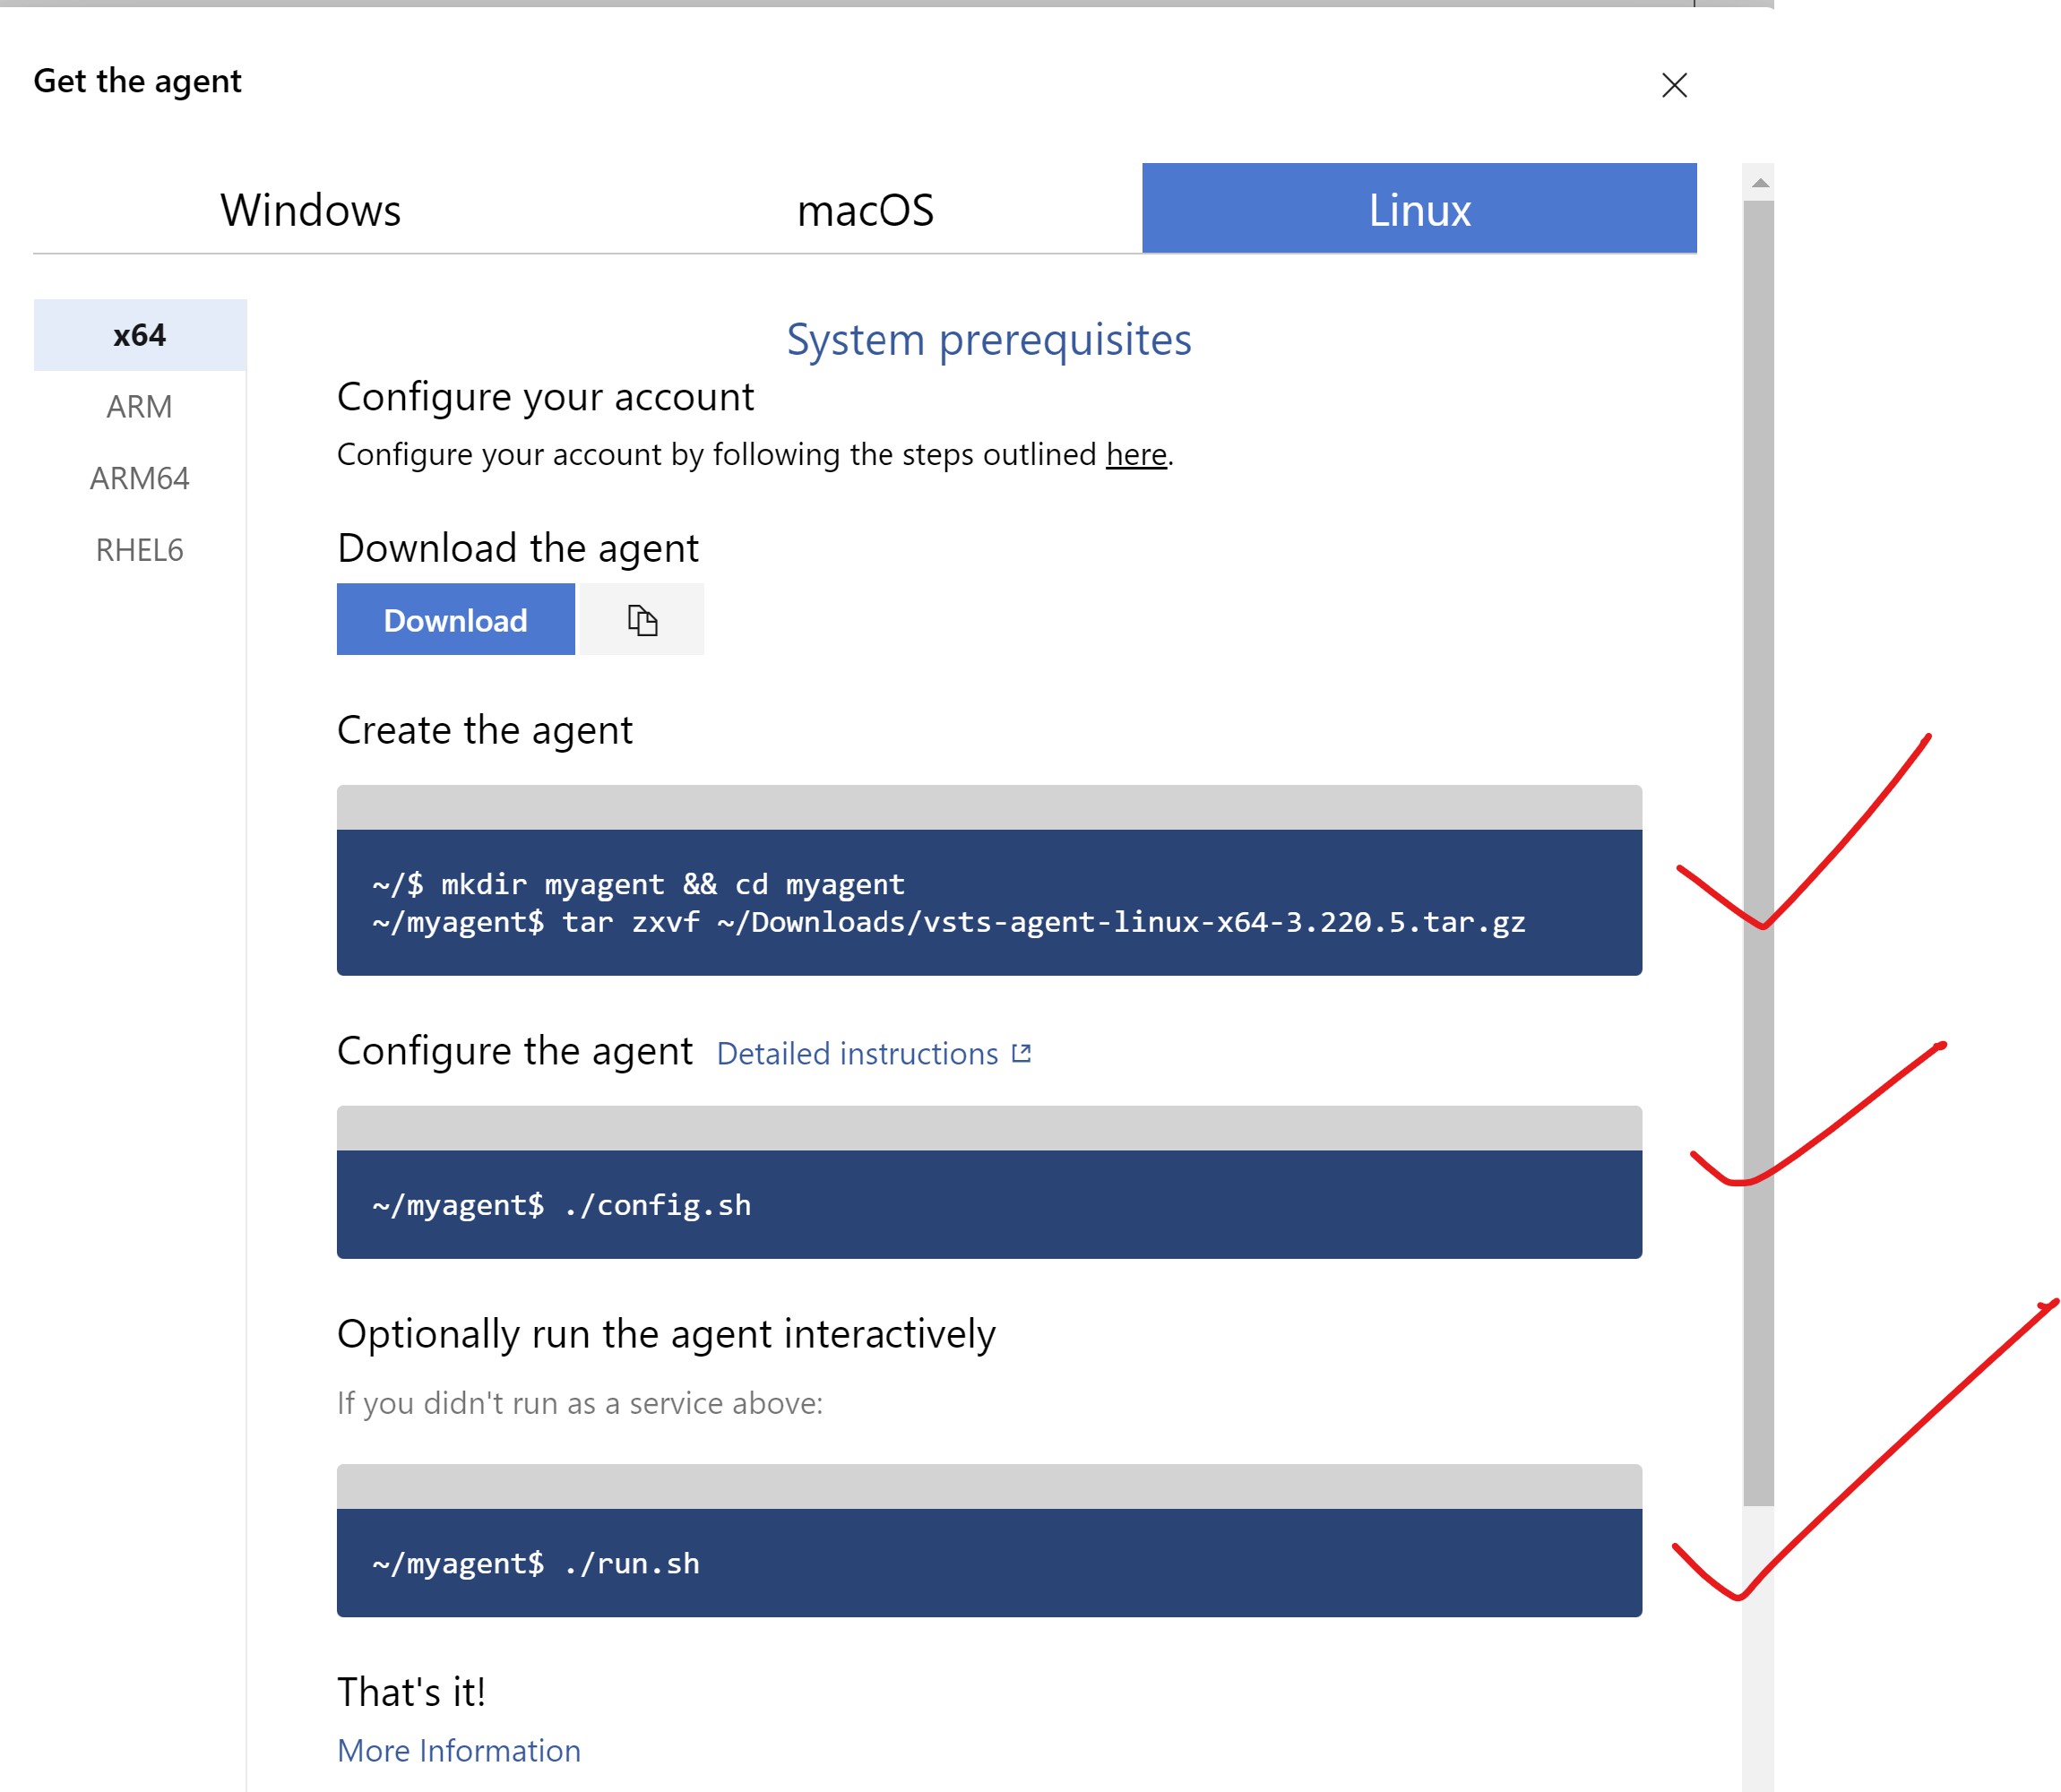 Get the agent
Windows
macOS
Linux
x64
ARM
ARM64
RHEL6
System prerequisites
Configure your account
Configure your account by following the steps outlined here.
Download the agent
Download
Create the agent
~/$ mkdir myagent && cd myagent
~/myagent$ tar zxvf ~/Downloads/vsts-agent-linux-x64-3.220.5.tar.gz
Configure the agent Detailed instructions
~/myagent$ ./config.sh
Optionally run the agent interactively
If you didn't run as a service above:
~/myagent$ ./run.sh
That's it!
More Information